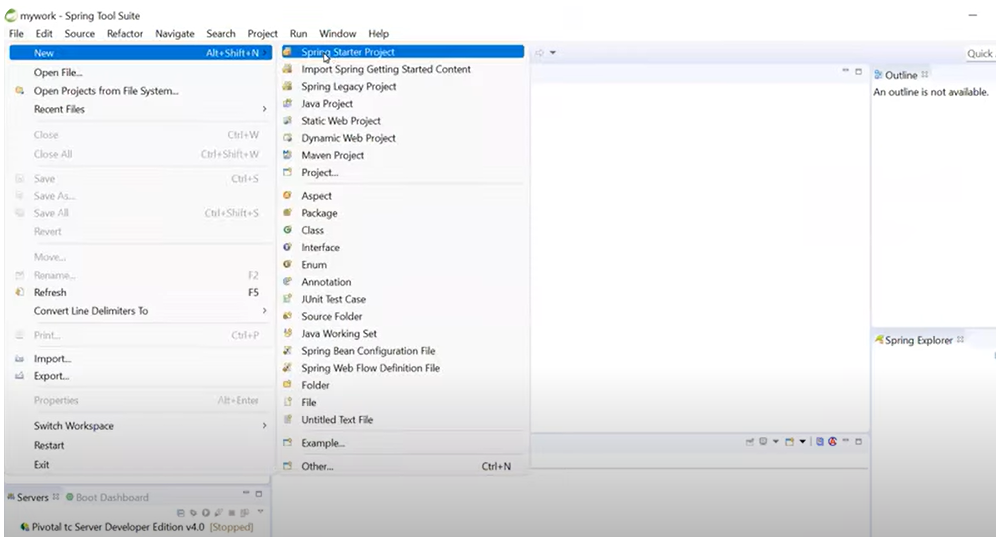 mywork - Spring Tool Suite
File Edit Source Refactor Navigate Search Project Run Window Help
New Alt+Shift+N
Open File...
Open Projects from File System...
Recent Files
Close Ctrl+W
Close All Ctrl+Shift+W
Save Ctrl+S
Save As...
Save All Ctrl+Shift+S
Revert
Move...
Rename... F2
Refresh F5
Convert Line Delimiters To
Print... Ctrl+P
Import...
Export...
Properties Alt+Enter
Switch Workspace
Restart
Exit
Spring Starter Project
Import Spring Getting Started Content
Spring Legacy Project
Java Project
Static Web Project
Dynamic Web Project
Maven Project
Project...
Aspect
Package
Class
Interface
Enum
Annotation
JUnit Test Case
Source Folder
Java Working Set
Spring Bean Configuration File
Spring Web Flow Definition File
Folder
File
Untitled Text File
Example...
Other... Ctrl+N
Quick
Outline
An outline is not available.
Spring Explorer
Servers Boot Dashboard
Pivotal tc Server Developer Edition v4.0 [Stopped]